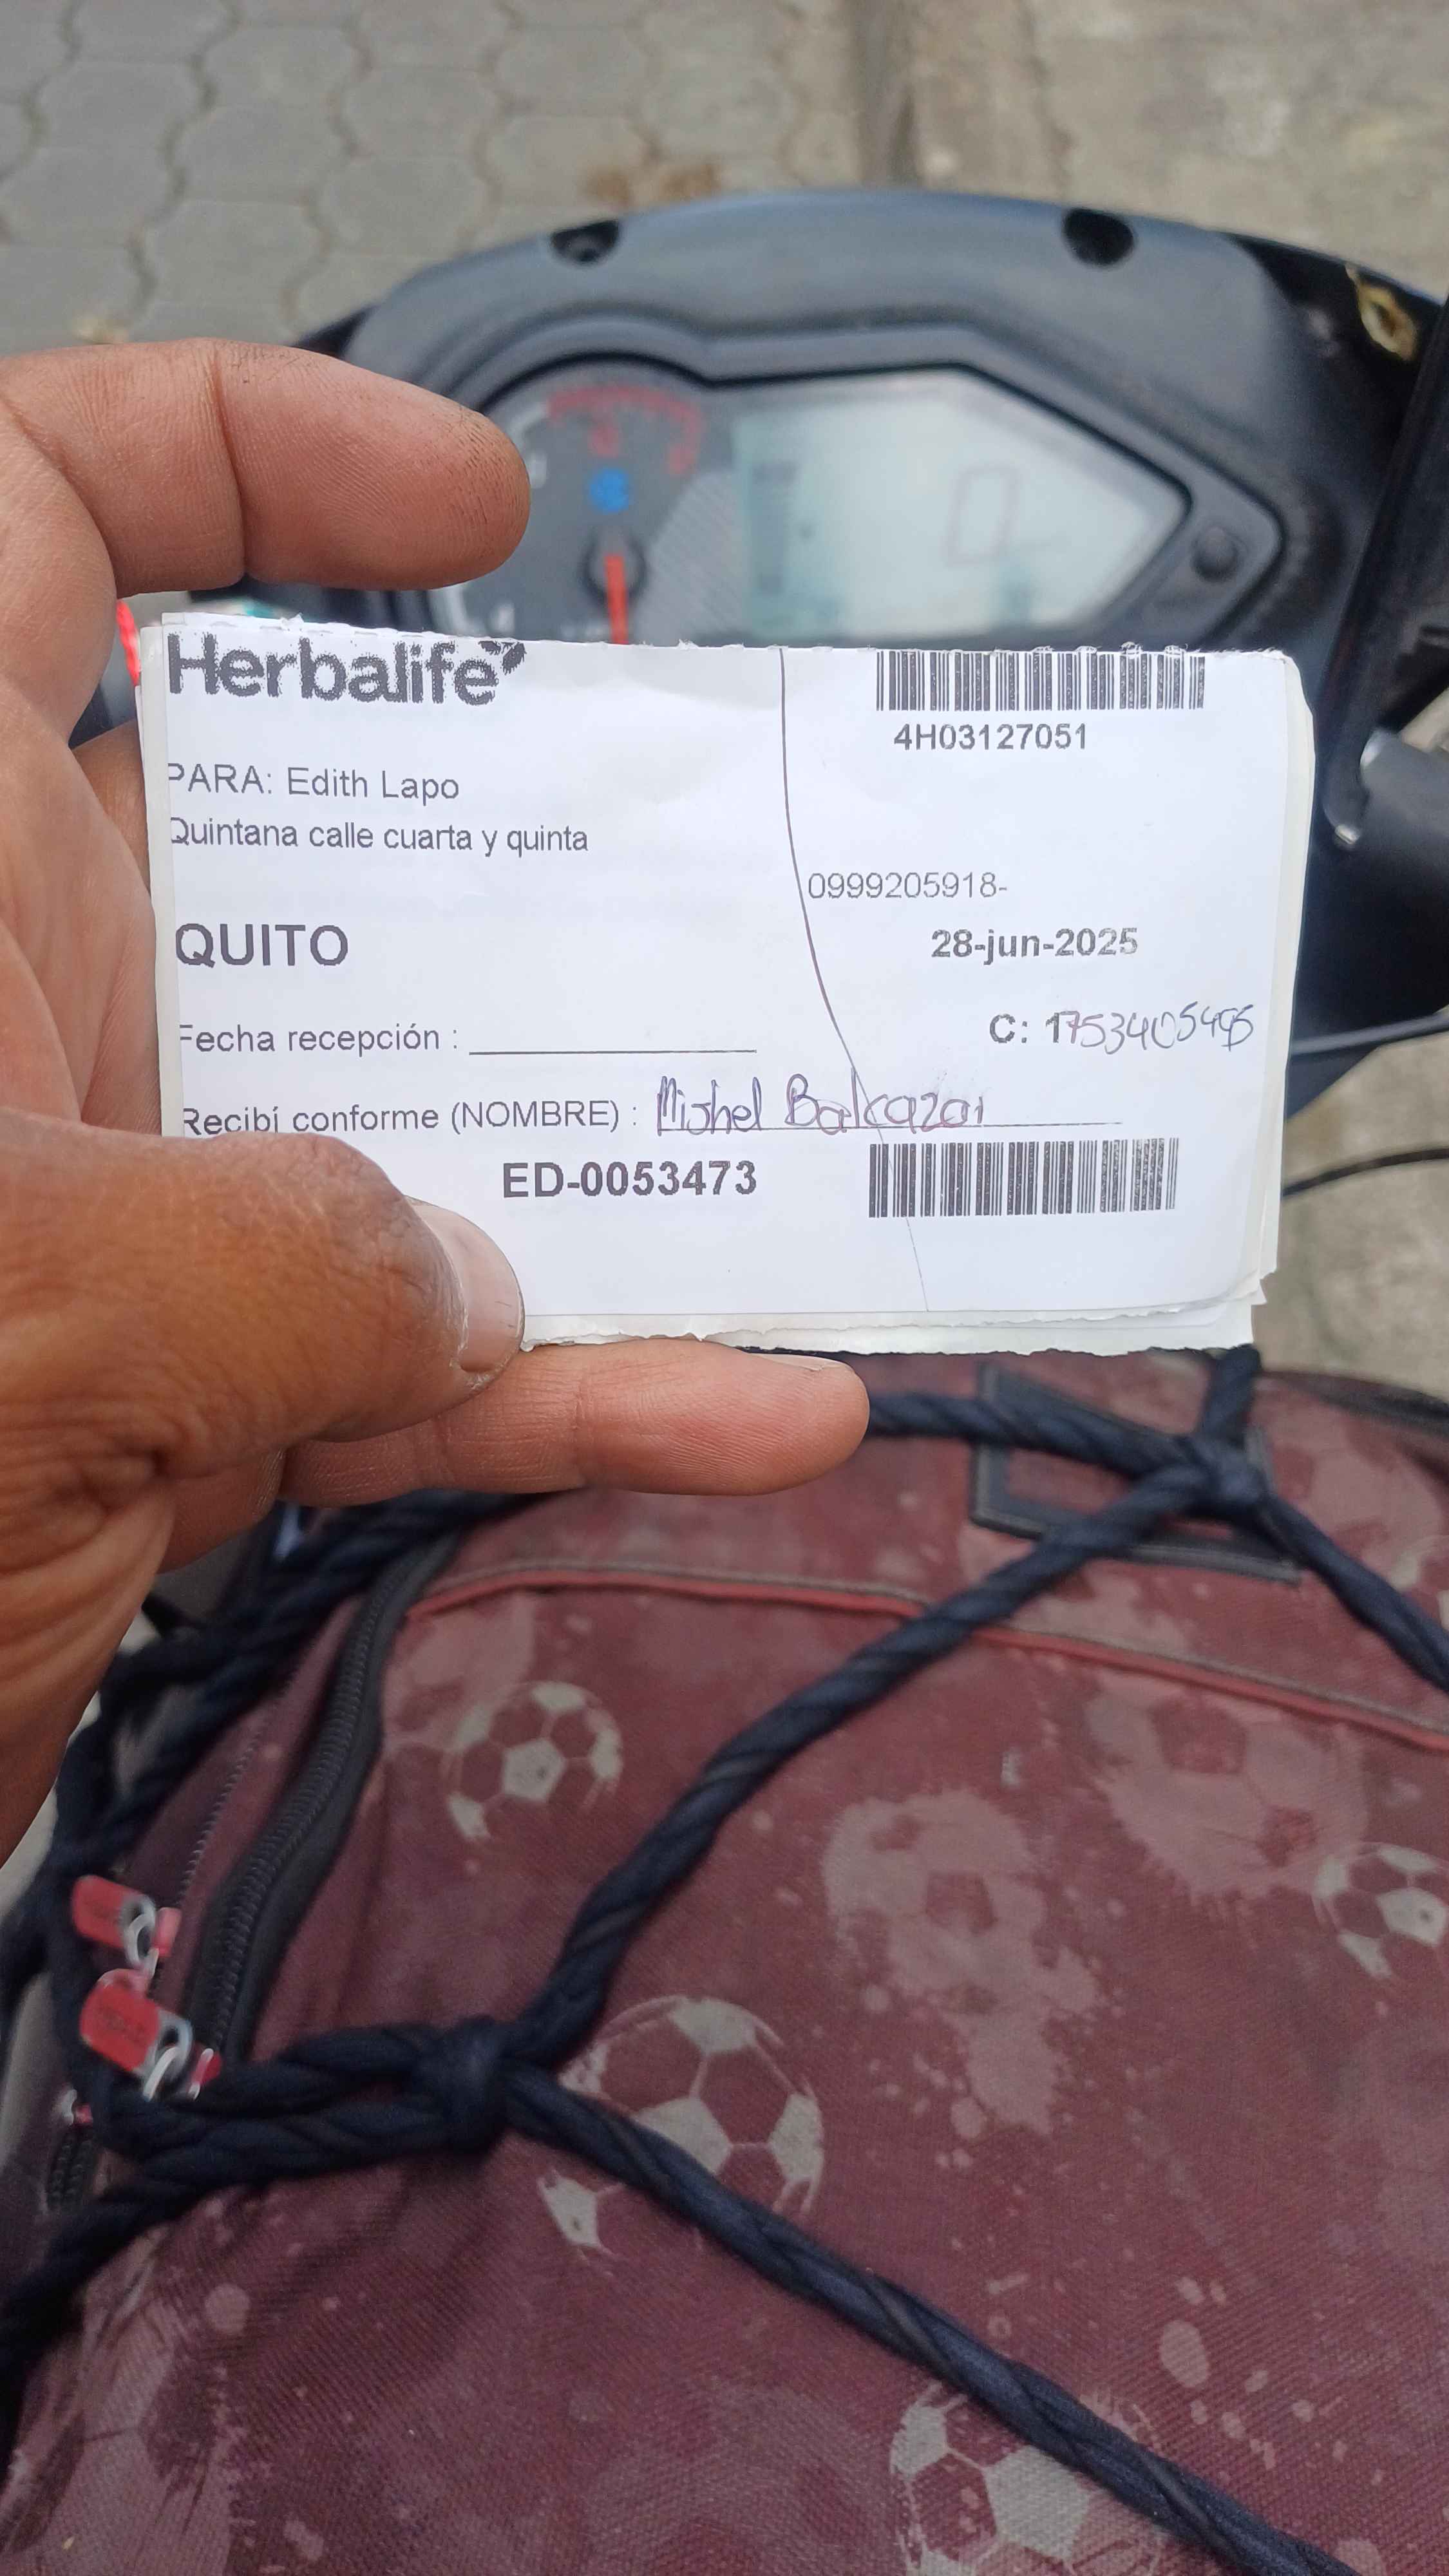 Herbalife
4H03127051
PARA: Edith Lapo
Quintana calle cuarta y quinta
0999205918-
QUITO
28-jun-2025
Fecha recepción :
C:
Recibí conforme (NOMBRE) : Mishel Balcazar
ED-0053473